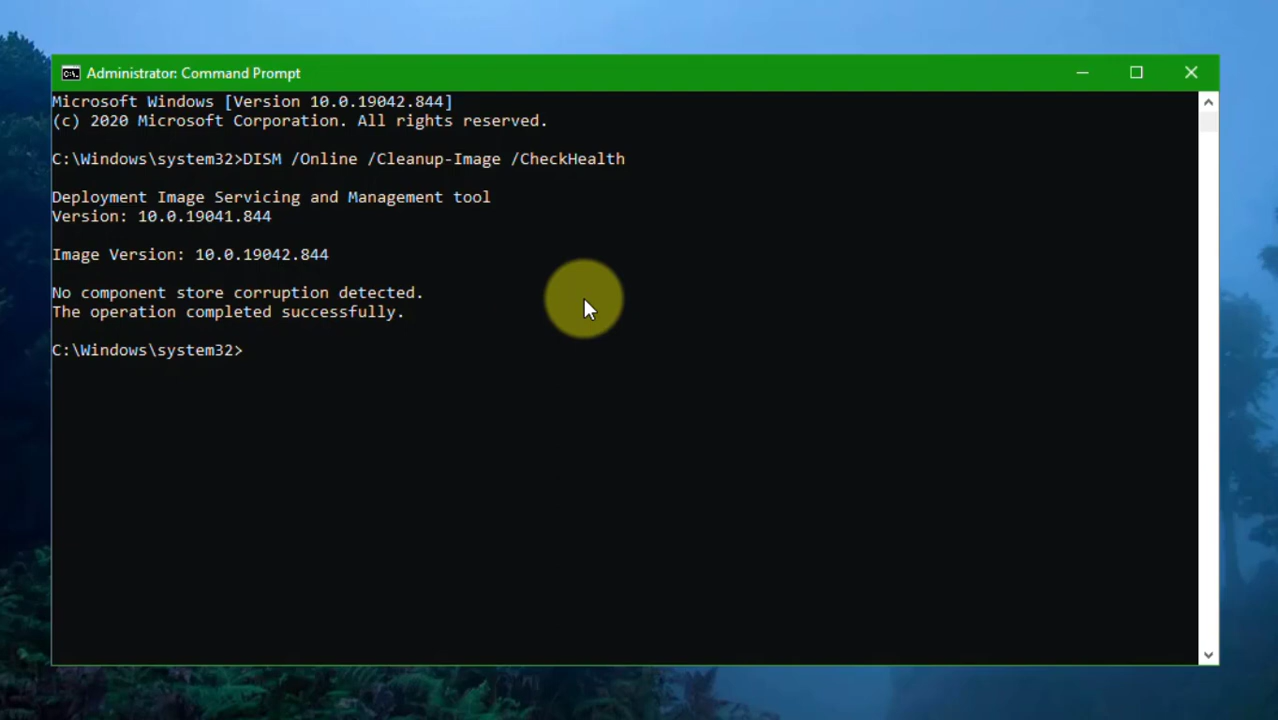 Administrator: Command Prompt
Microsoft Windows [Version 10.0.19042.844]
(c) 2020 Microsoft Corporation. All rights reserved.
C:\Windows\system32>DISM /Online /Cleanup-Image /CheckHealth
Deployment Image Servicing and Management tool
Version: 10.0.19041.844
Image Version: 10.0.19042.844
No component store corruption detected.
The operation completed successfully.
C:\Windows\system32>